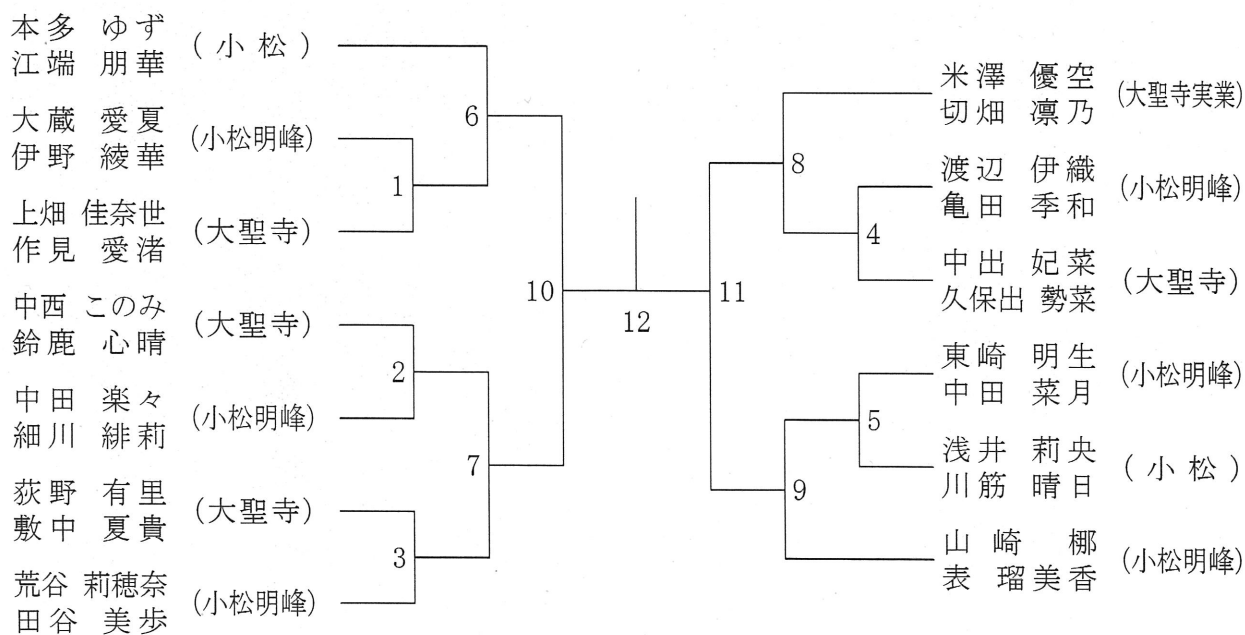 本多 ゆず
江端 朋華
(小松)
大蔵 愛夏
伊野 綾華
(小松明峰)
上畑 佳奈世
作見 愛渚
(大聖寺)
中西 このみ
鈴鹿 心晴
(大聖寺)
中田 楽々
細川 緋莉
(小松明峰)
荻野 有里
敷中 夏貴
(大聖寺)
荒谷 莉穂奈
田谷 美歩
(小松明峰)
6
1
2
7
3
10
12
11
8
4
5
9
米澤 優空
切畑 凛乃
(大聖寺実業)
渡辺 伊織
亀田 季和
(小松明峰)
中出 妃菜
久保出 勢菜
(大聖寺)
東崎 明生
中田 菜月
(小松明峰)
浅井 莉央
川筋 晴日
(小松)
山崎 梛
表 瑠美香
(小松明峰)